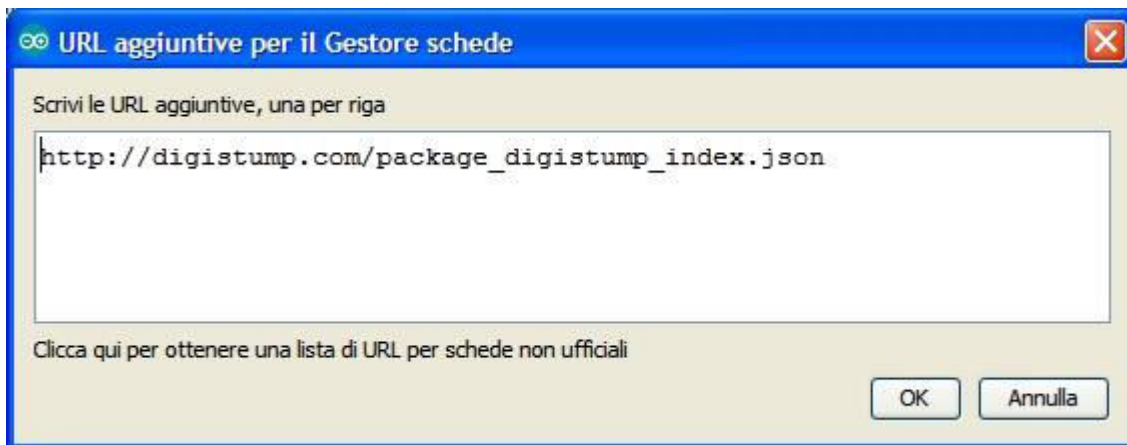 URL aggiuntive per il Gestore schede
Scrivi le URL aggiuntive, una per riga
http://digistump.com/package_digistump_index.json
Clicca qui per ottenere una lista di URL per schede non ufficiali
OK Annulla